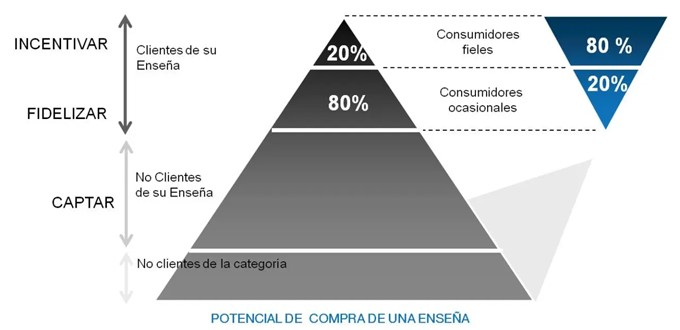 INCENTIVAR
Clientes de su
Enseña
FIDELIZAR
20%
80%
Consumidores
fieles
Consumidores
ocasionales
80 %
20%
No Clientes
de su Enseña
CAPTAR
No clientes de la categoria
POTENCIAL DE COMPRA DE UNA ENSEÑA